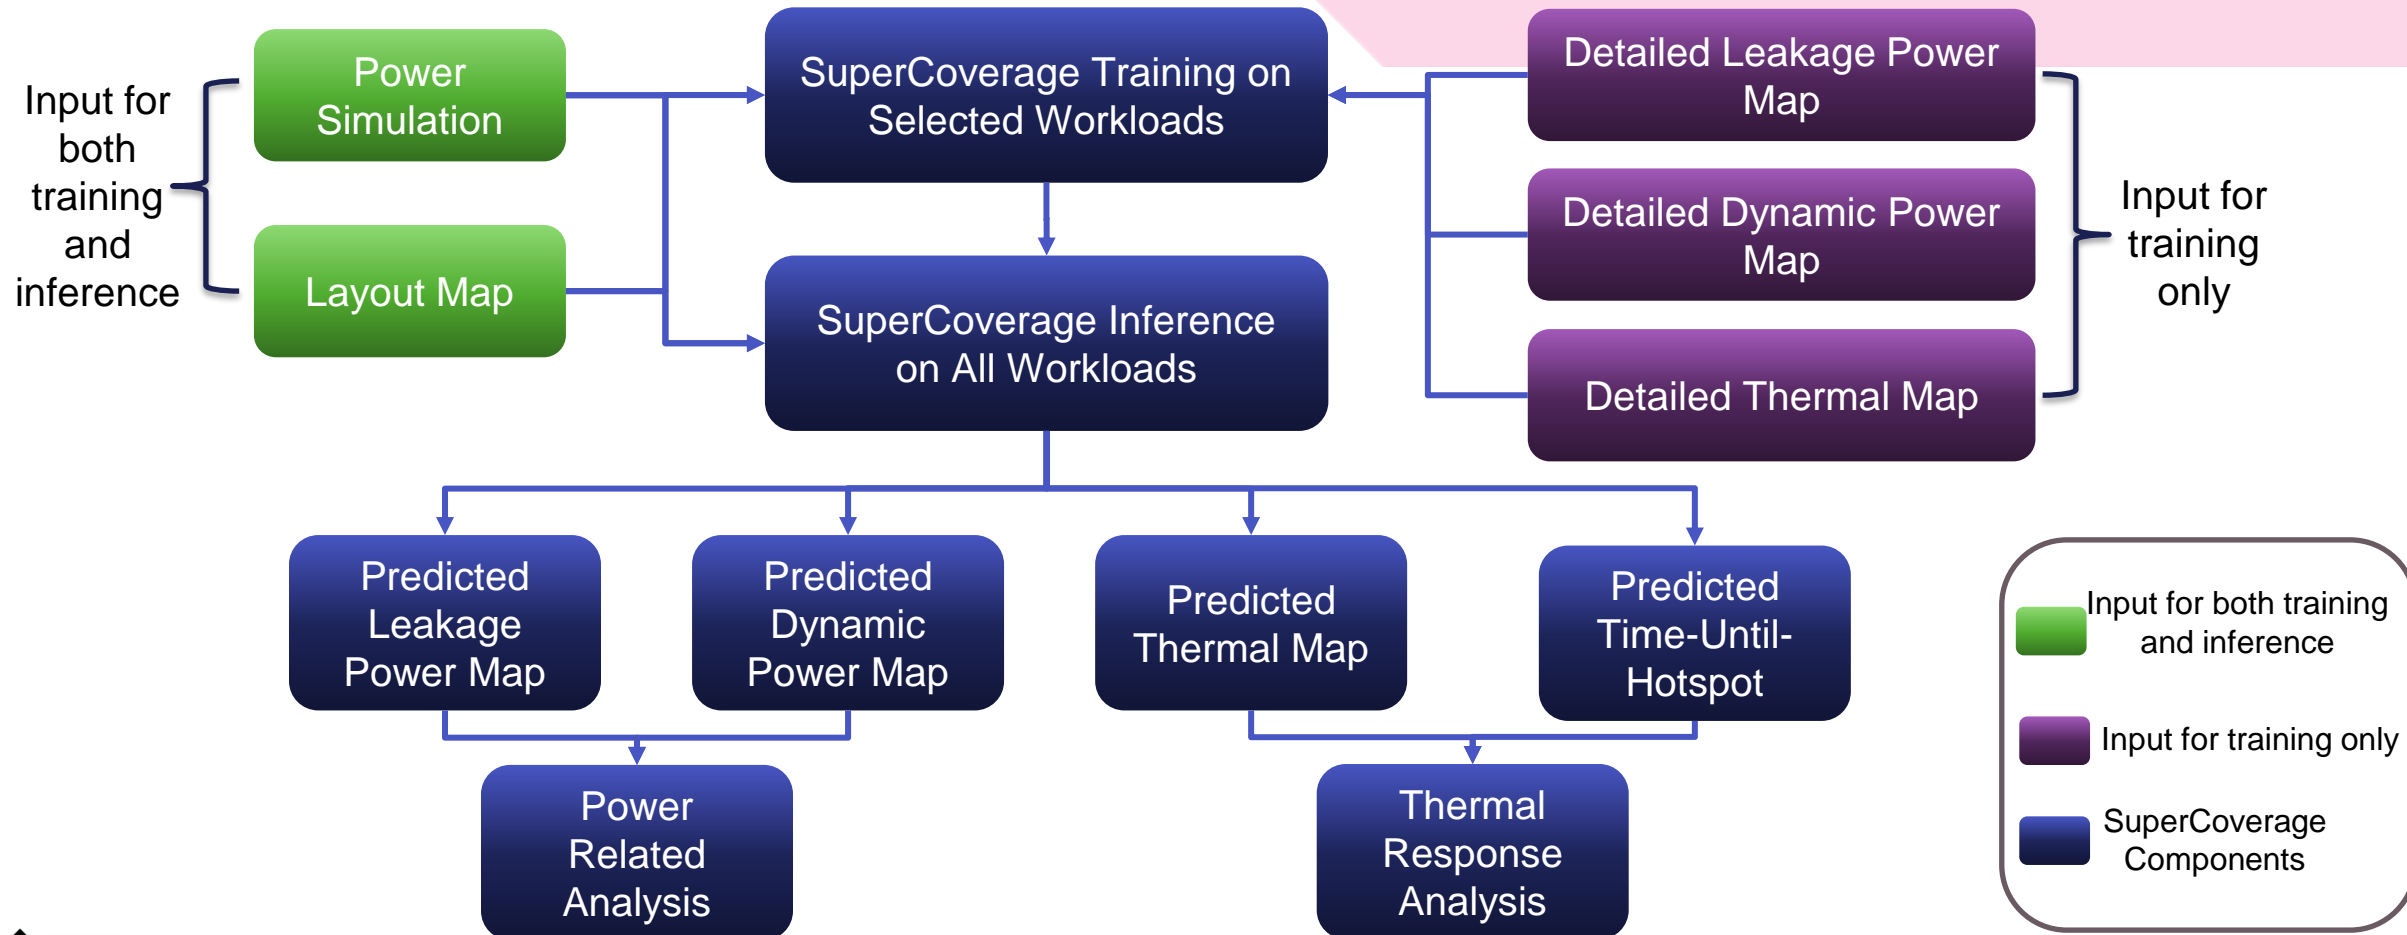 Input for
both
training
and
inference
Power
Simulation
Layout Map
SuperCoverage Training on
Selected Workloads
SuperCoverage Inference
on All Workloads
Detailed Leakage Power
Map
Detailed Dynamic Power
Map
Detailed Thermal Map
Input for
training
only
Predicted
Leakage
Power Map
Predicted
Dynamic
Power Map
Predicted
Thermal Map
Predicted
Time-Until-
Hotspot
Power
Related
Analysis
Thermal
Response
Analysis
Input for both training
and inference
Input for training only
SuperCoverage
Components